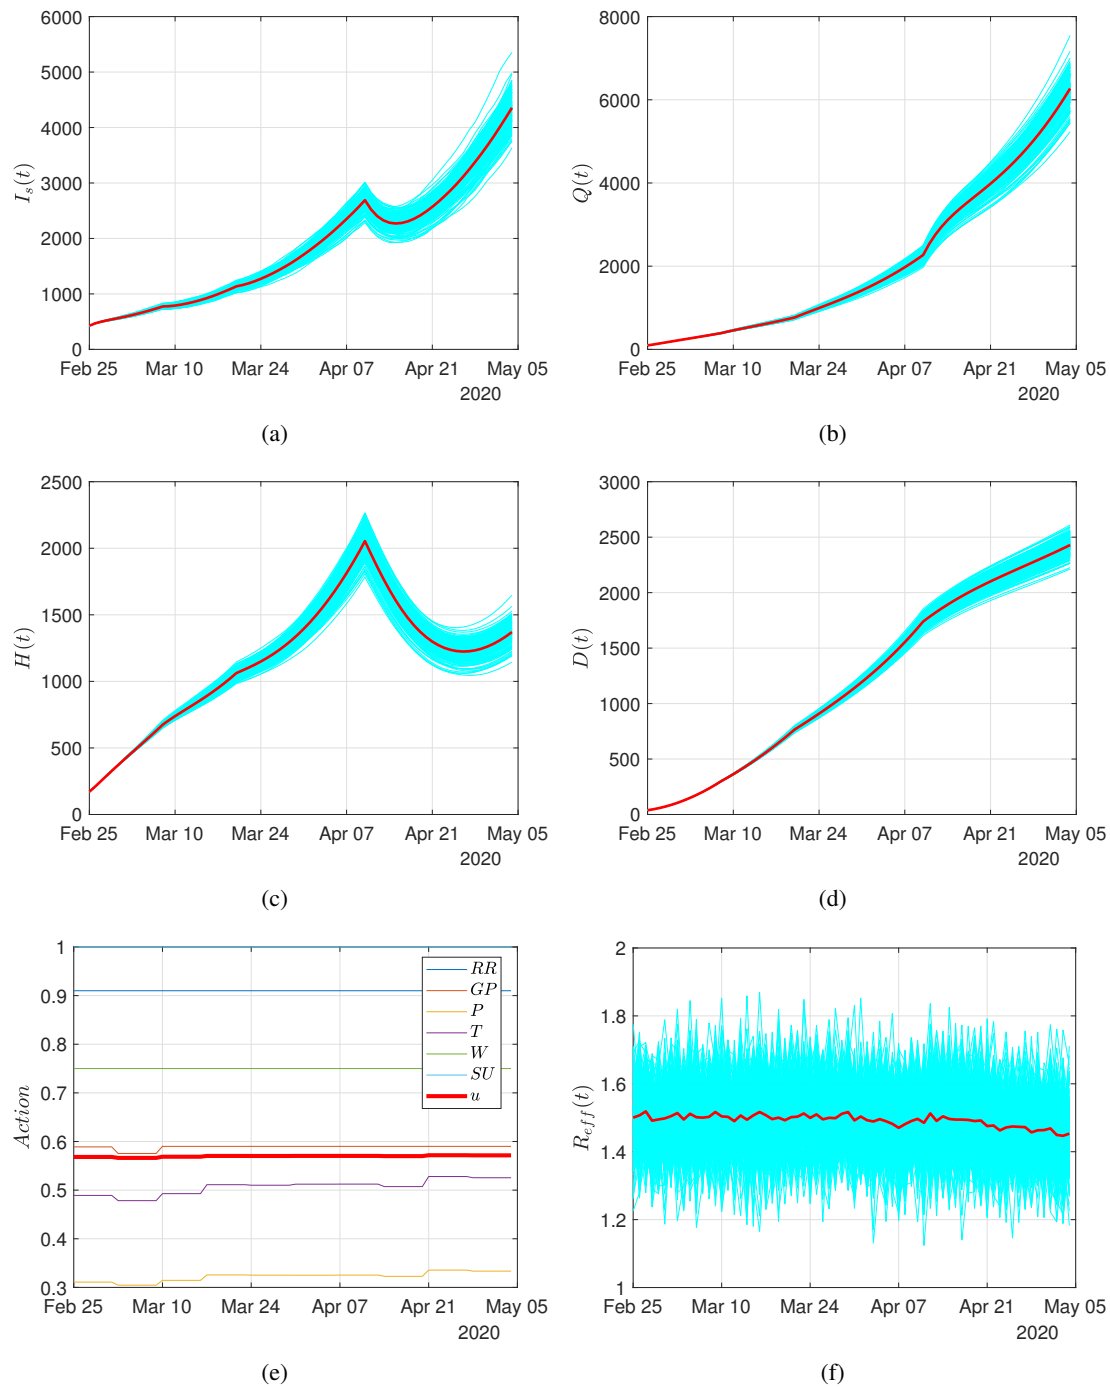 6000
5000
4000
3000
2000
1000
0
I_s(t)
Feb 25 Mar 10 Mar 24 Apr 07 Apr 21 May 05
2020
(a)
8000
6000
4000
2000
0
Q(t)
Feb 25 Mar 10 Mar 24 Apr 07 Apr 21 May 05
2020
(b)
2500
2000
1500
1000
500
0
H(t)
Feb 25 Mar 10 Mar 24 Apr 07 Apr 21 May 05
2020
(c)
3000
2500
2000
1500
1000
500
0
D(t)
Feb 25 Mar 10 Mar 24 Apr 07 Apr 21 May 05
2020
(d)
1
0.9
0.8
0.7
0.6
0.5
0.4
0.3
Action
RR
GP
P
T
W
SU
u
Feb 25 Mar 10 Mar 24 Apr 07 Apr 21 May 05
2020
(e)
2
1.8
1.6
1.4
1.2
1
R_{eff}(t)
Feb 25 Mar 10 Mar 24 Apr 07 Apr 21 May 05
2020
(f)